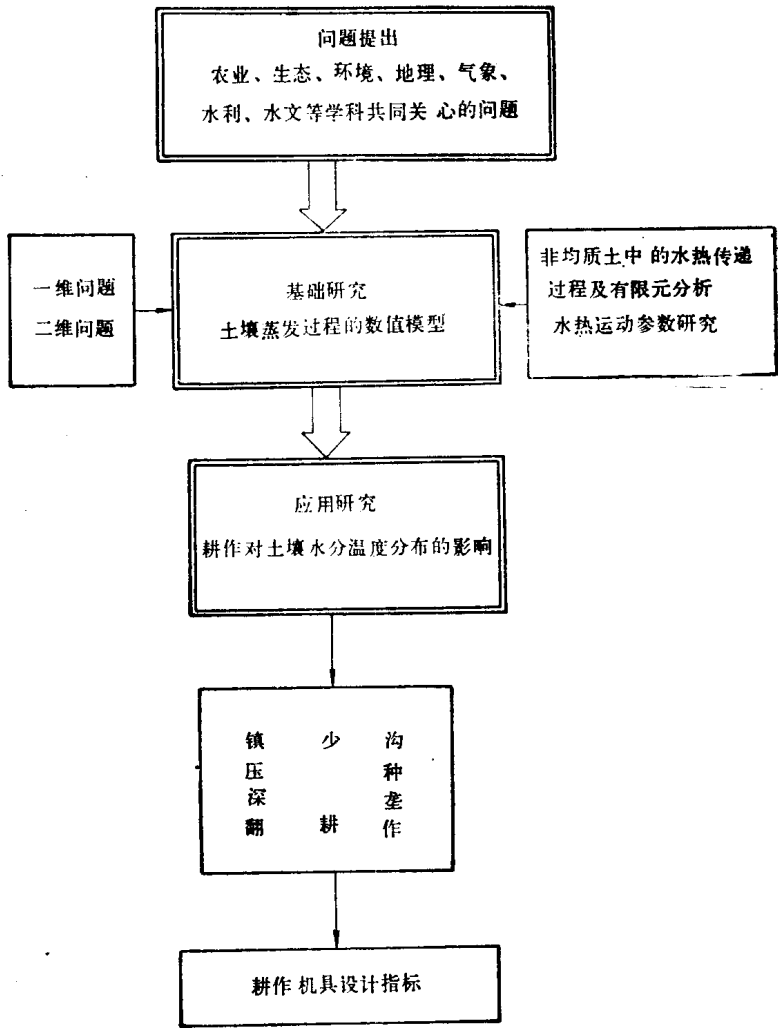 问题提出
农业、生态、环境、地理、气象、
水利、水文等学科共同关心的问题
一维问题
二维问题
基础研究
土壤蒸发过程的数值模型
非均质土中的水热传递
过程及有限元分析
水热运动参数研究
应用研究
耕作对土壤水分温度分布的影响
镇压深翻
少耕
沟种垄作
耕作机具设计指标